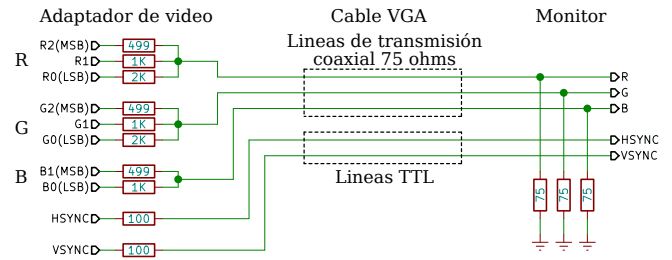 Adaptador de video
Cable VGA
Monitor
Lineas de transmisión
coaxial 75 ohms
R
R2(MSB) 499
R1 1K
R0(LSB) 2K
R
G
B
G
G2(MSB) 499
G1 1K
G0(LSB) 2K
HSYNC
VSYNC
Lineas TTL
B
B1(MSB) 499
B0(LSB) 1K
75 75 75
HSYNC 100
VSYNC 100